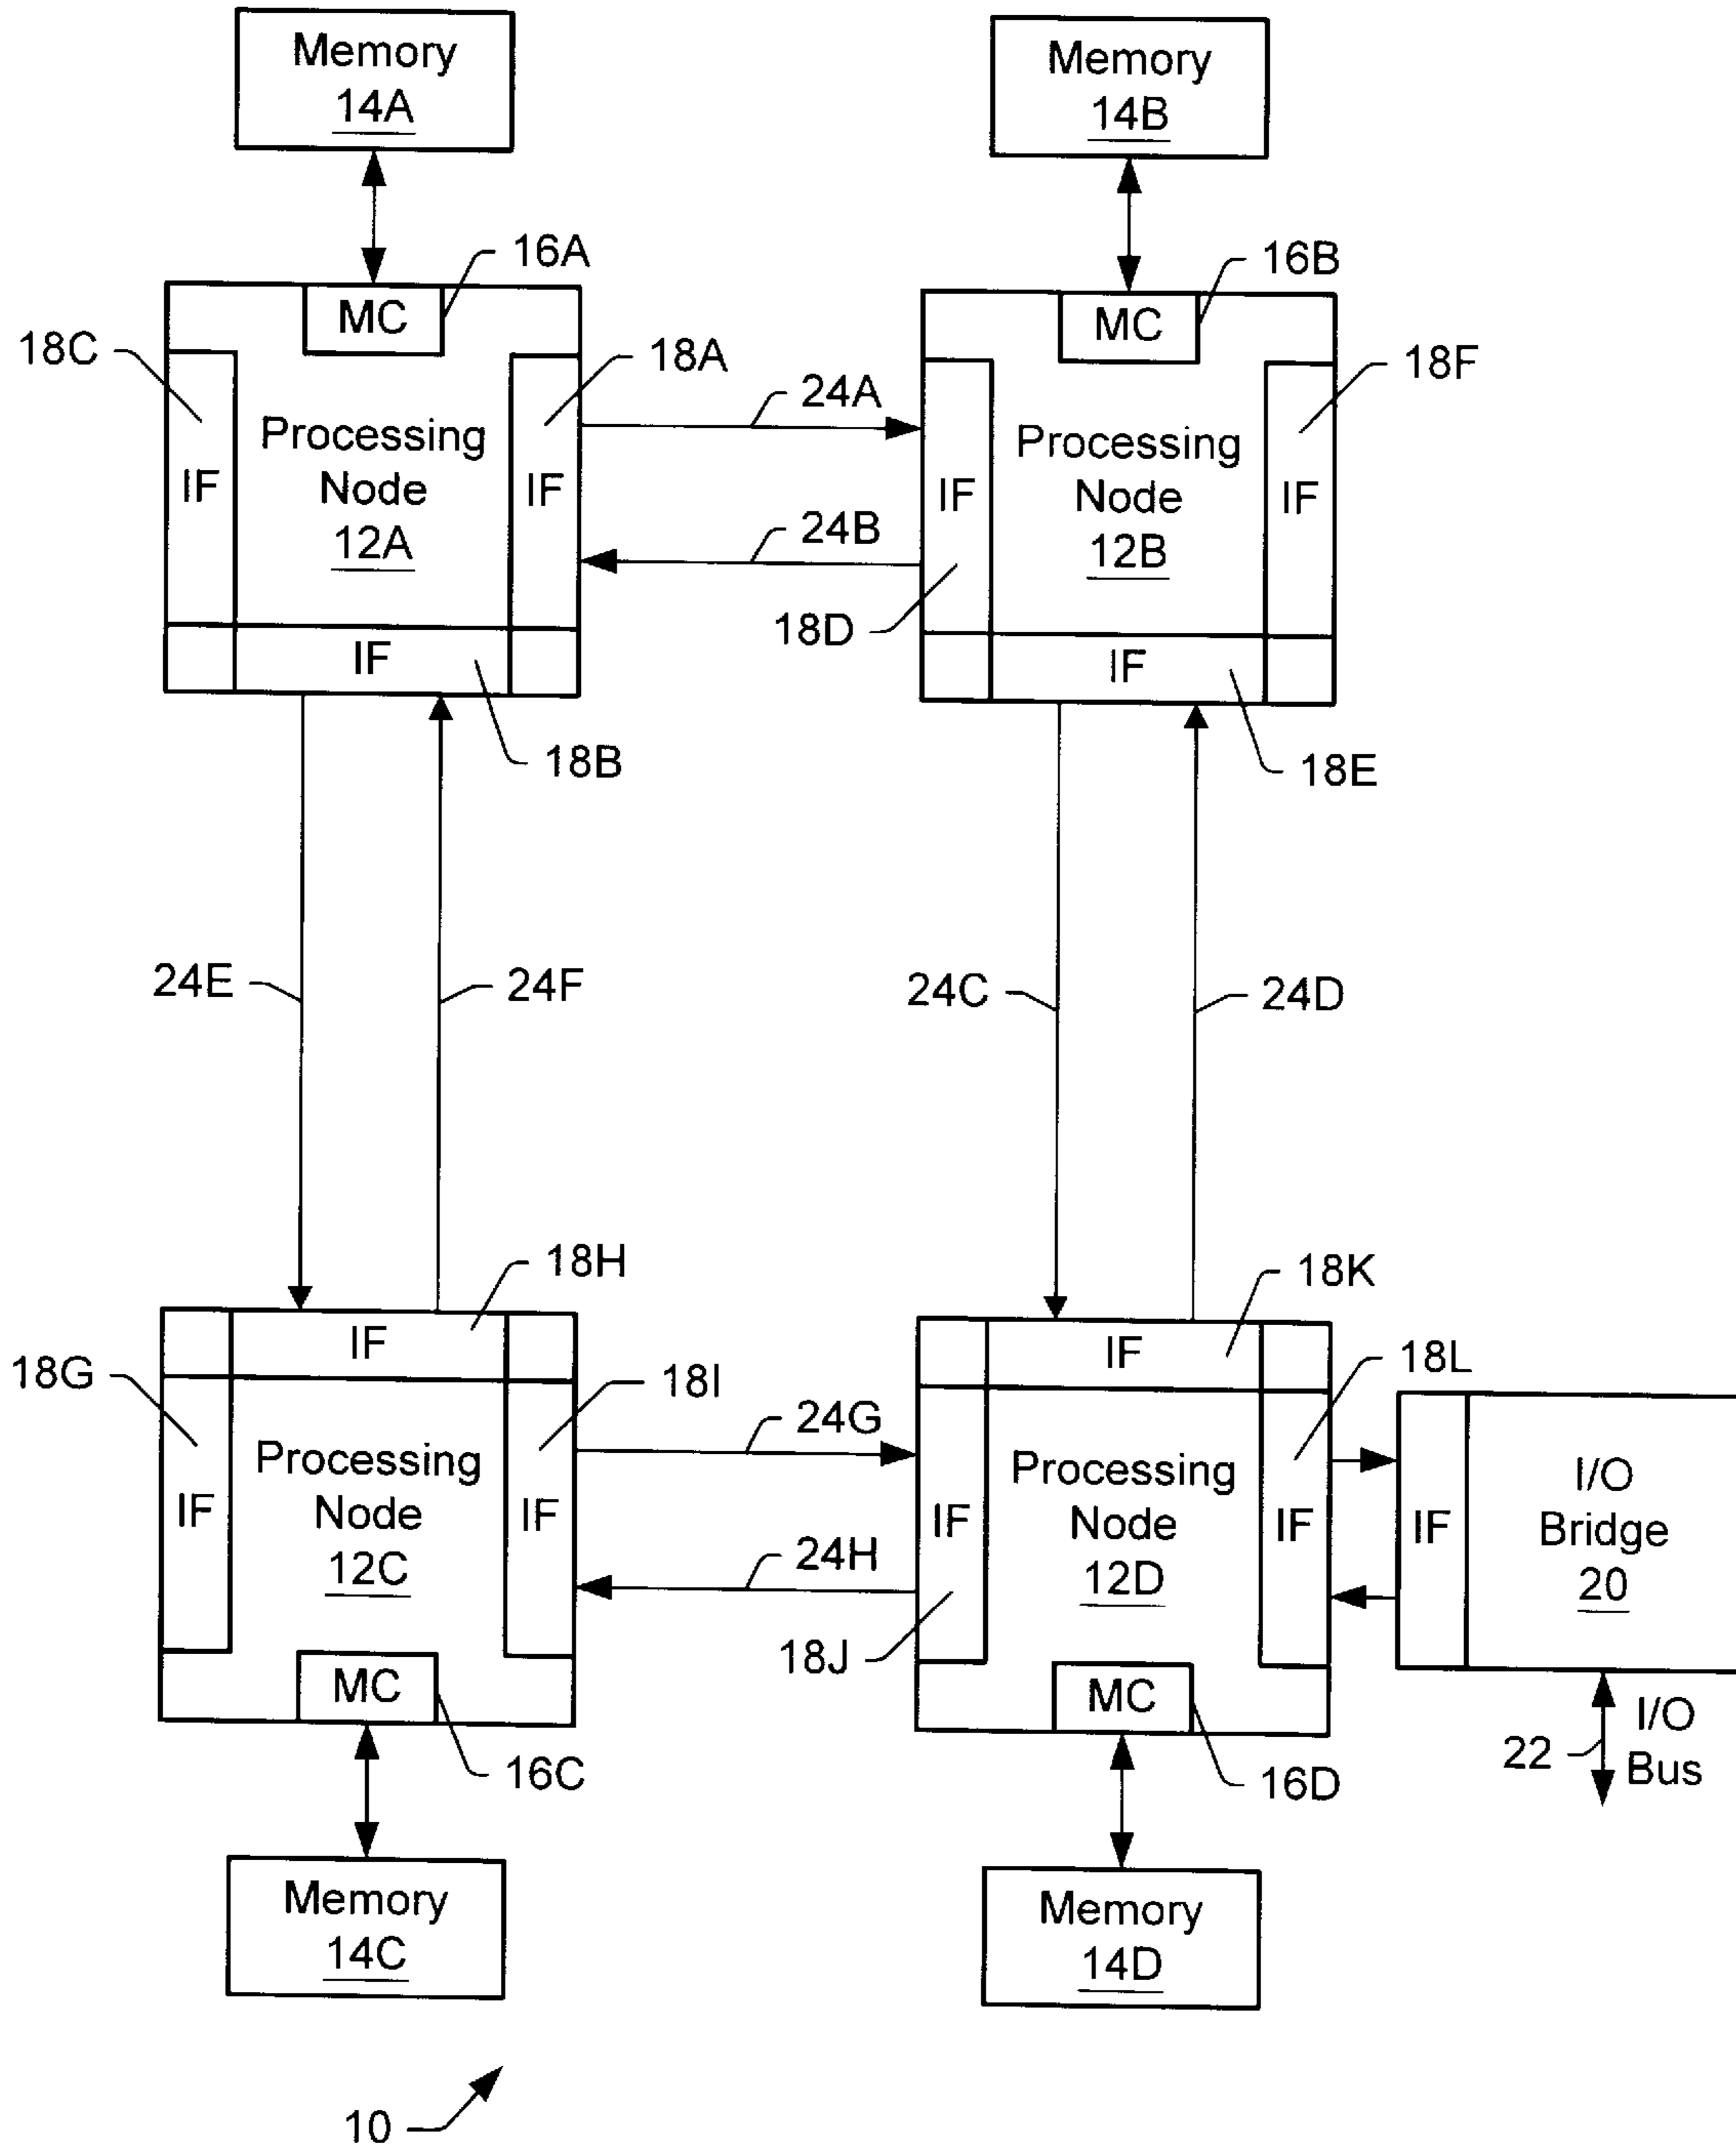 Memory
14A
Memory
14B
16A
16B
MC
MC
18C
18A
18F
24A
Processing
Node
12A
Processing
Node
12B
IF
IF
IF
IF
24B
18D
IF
IF
18B
18E
24E
24F
24C
24D
18H
18K
IF
IF
18G
18I
18L
24G
Processing
Node
12C
Processing
Node
12D
I/O
Bridge
20
IF
IF
IF
IF
IF
24H
18J
MC
MC
16C
16D
22
I/O
Bus
Memory
14C
Memory
14D
10